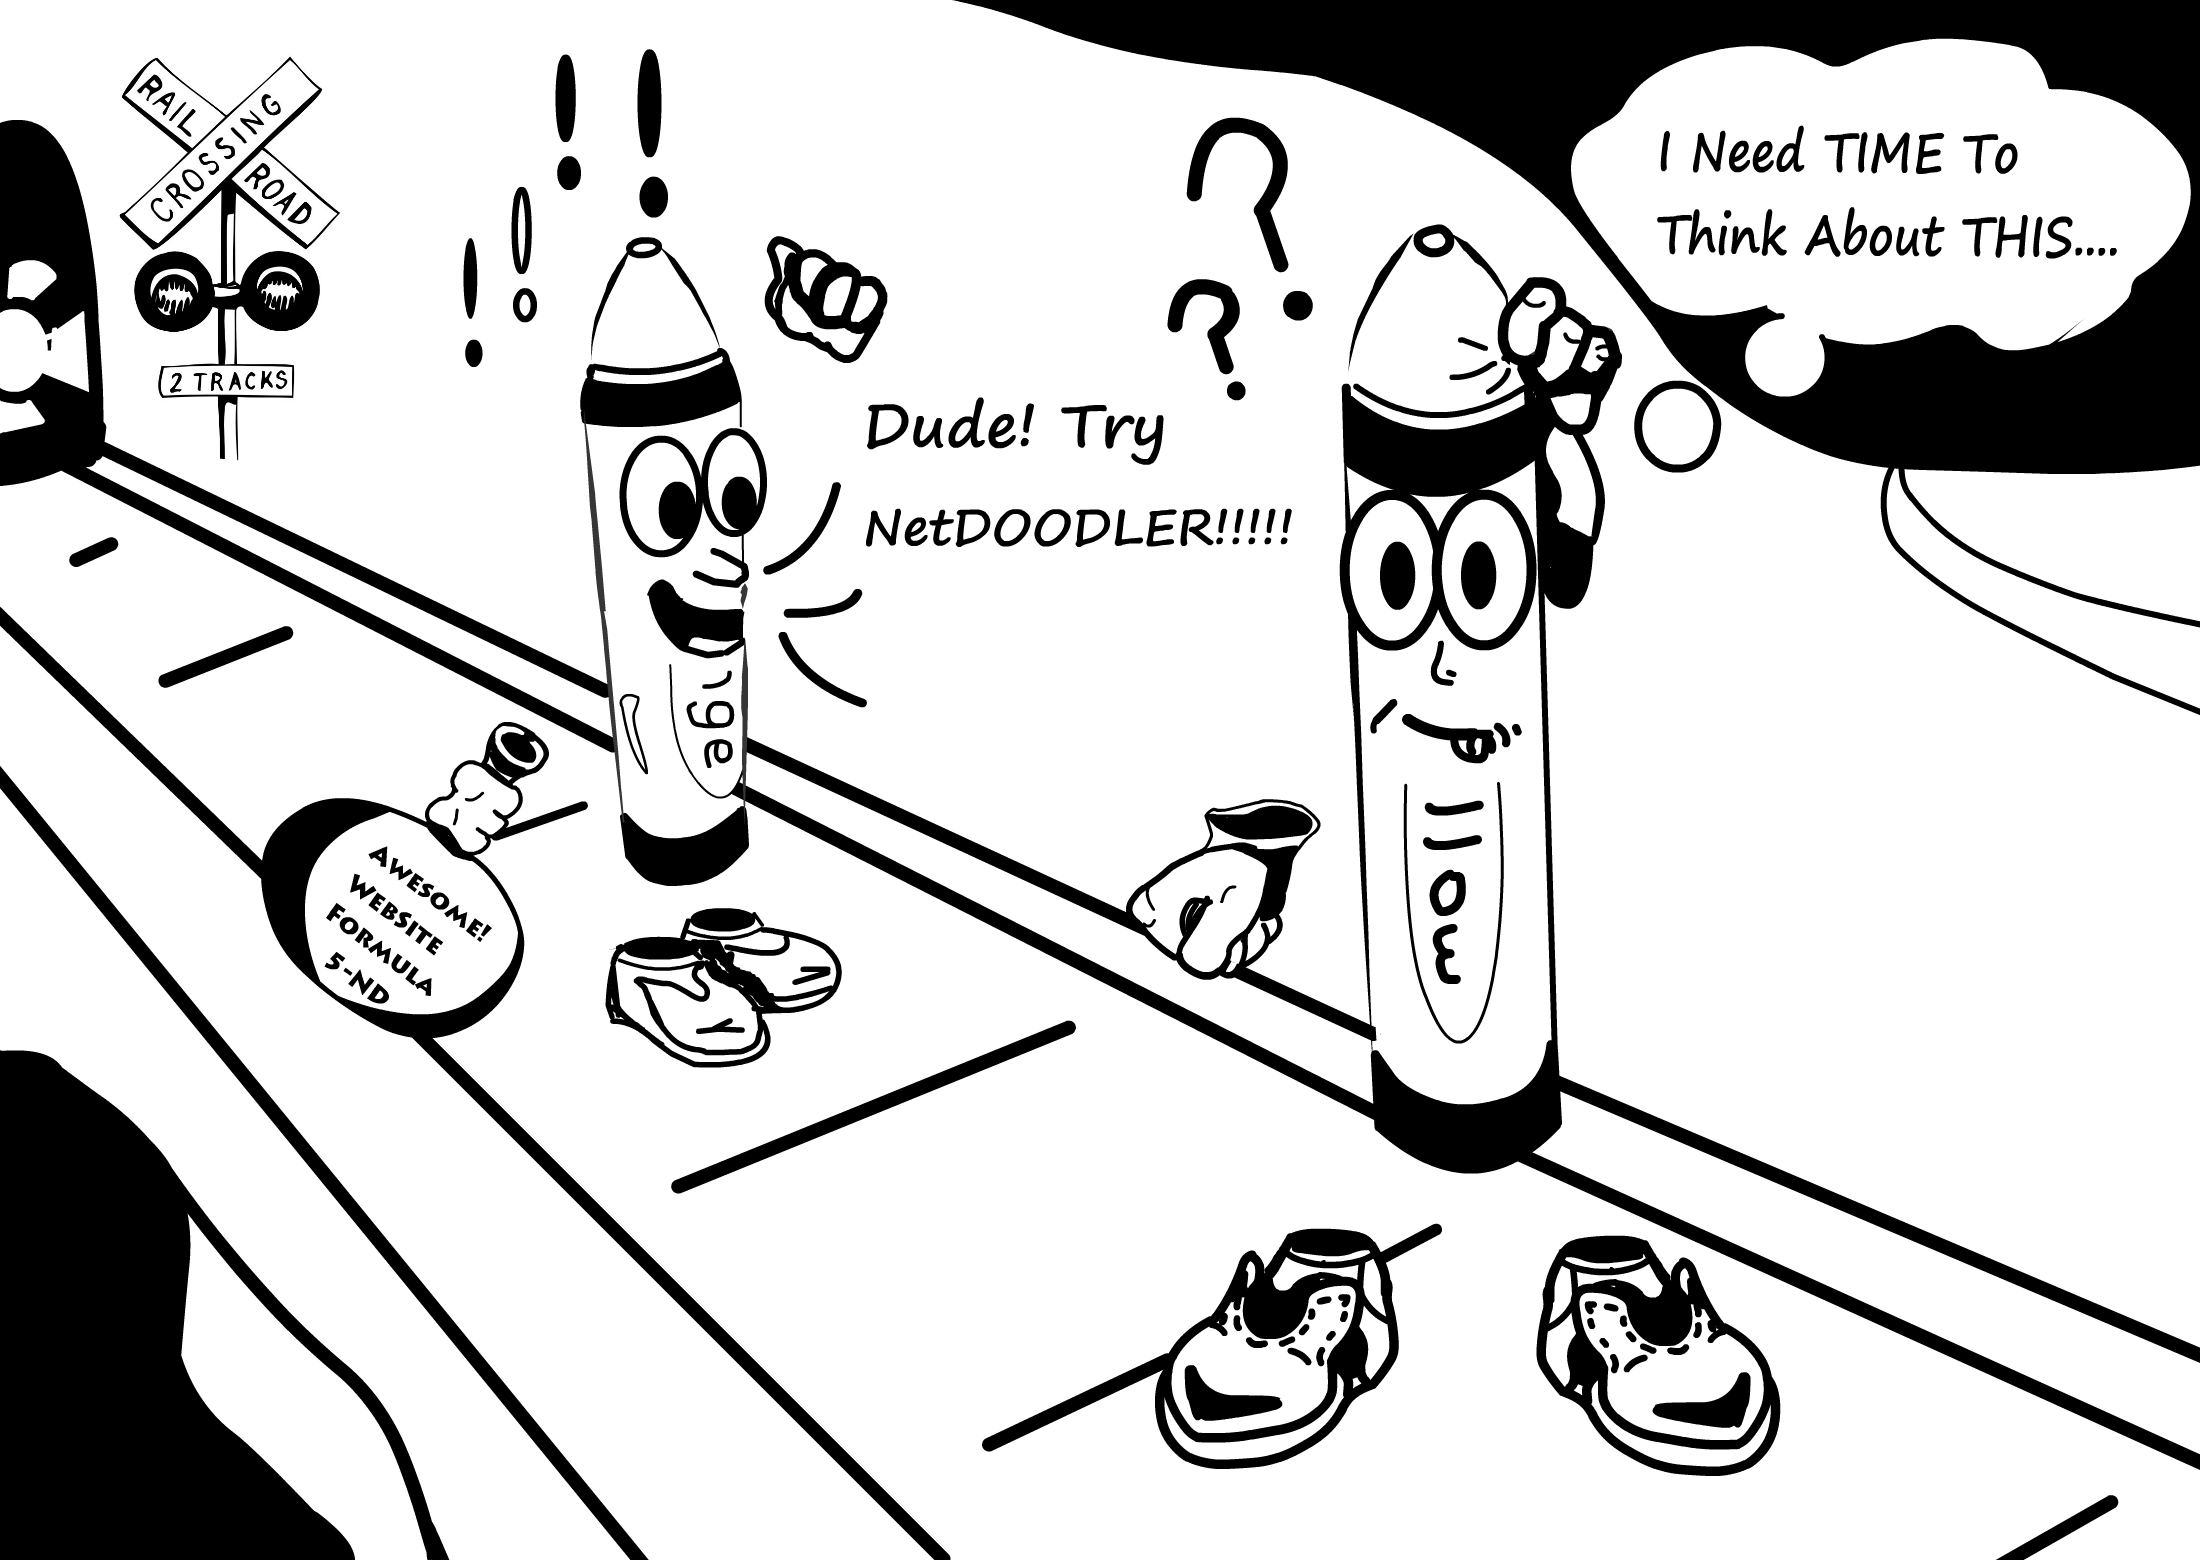 RAIL ROAD
CROSSING
2 TRACKS
I Need TIME To
Think About THIS....
Dude! Try
NetDOODLER!!!!!
AWESOME!
WEBSITE
FORMULA
5-ND
llow
N
Y